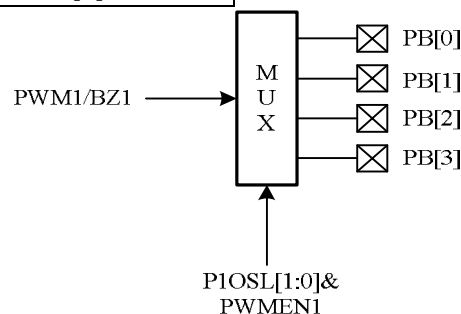 PWM1/BZ1
M
U
X
PB[0]
PB[1]
PB[2]
PB[3]
P1OSL[1:0]&
PWMEN1